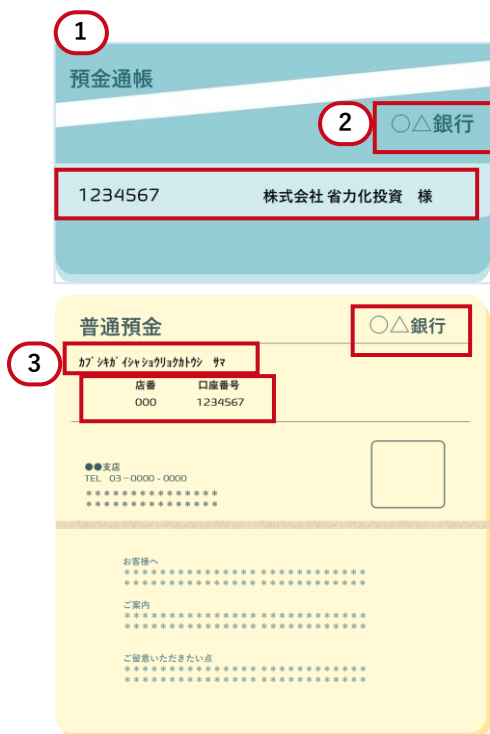 1
預金通帳
2
○△銀行
1234567 株式会社 省力化投資 様
普通預金 ○△銀行
3
カブシキガイシャショウリョクカトウシ サマ
店番 口座番号
000 1234567
●●支店
TEL 03-0000-0000
***************
***************
お客様へ
***************************
***************************
ご案内
***************************
***************************
ご留意いただきたい点
***************************
***************************